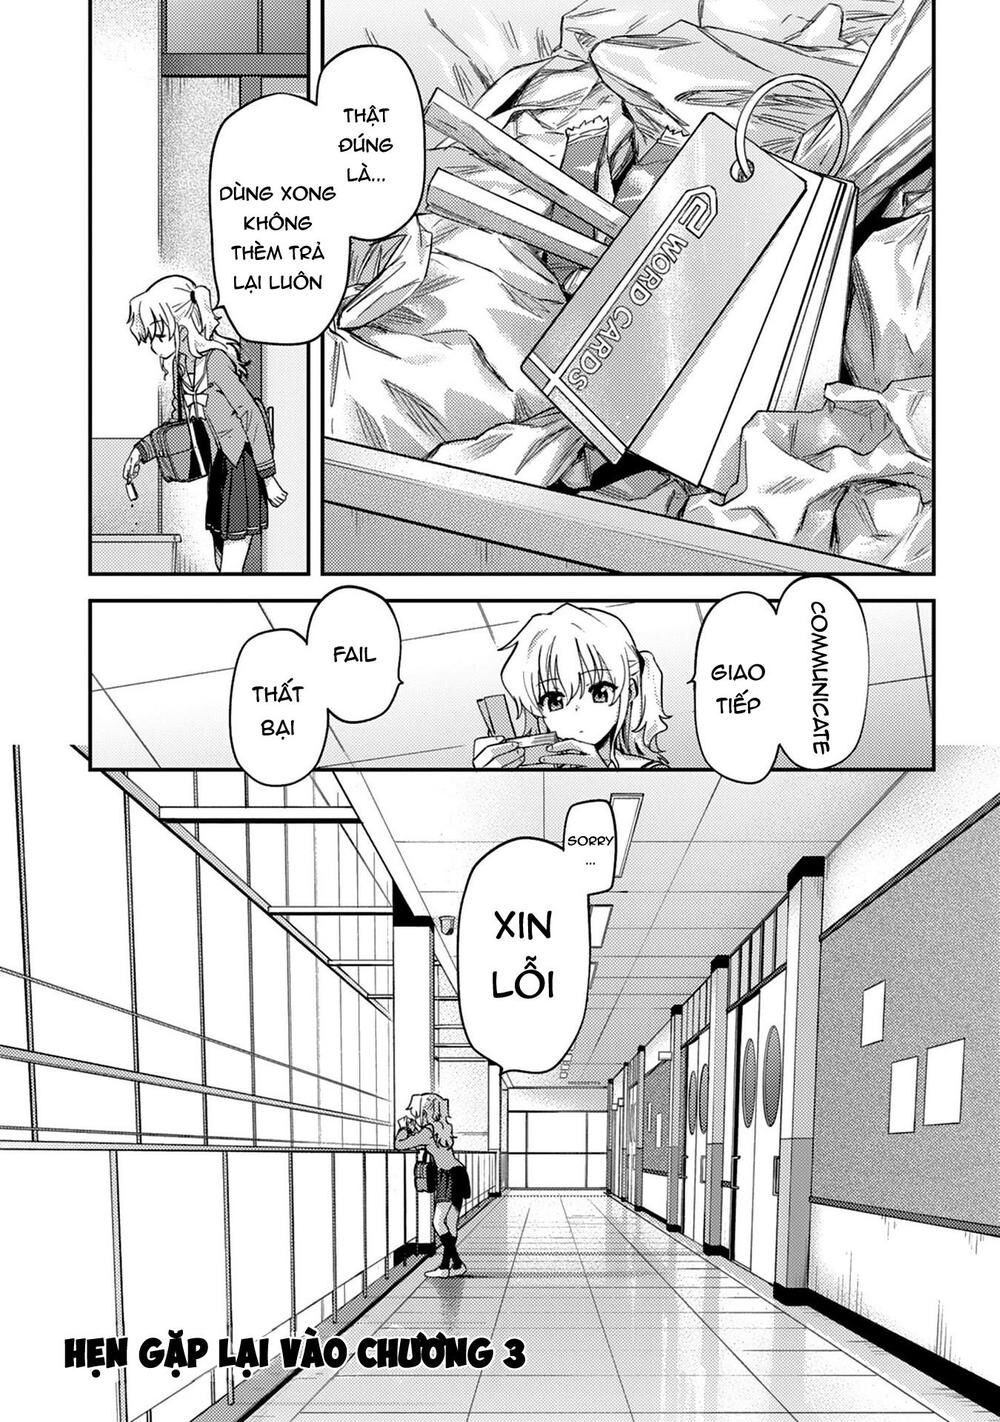 WORD CARDS
THẬT
ĐÚNG
LÀ...
DÙNG XONG
KHÔNG
THÈM TRẢ
LẠI LUÔN
COMMUNICATE
GIAO
TIẾP
FAIL
THẤT
BẠI
SORRY
...
XIN
LỖI
HẸN GẶP LẠI VÀO CHƯƠNG 3